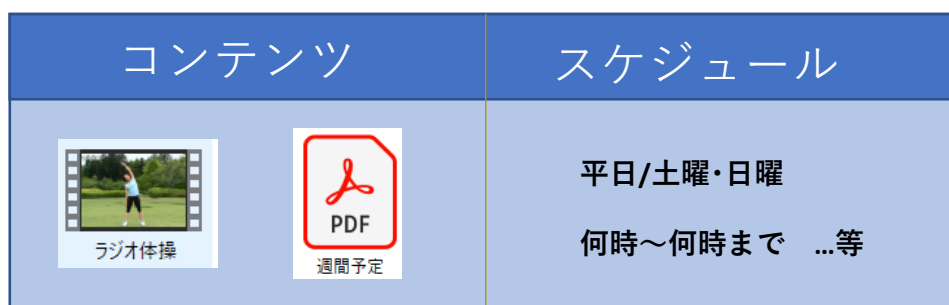 コンテンツ
スケジュール
ラジオ体操
PDF
週間予定
平日/土曜・日曜
何時～何時まで　…等